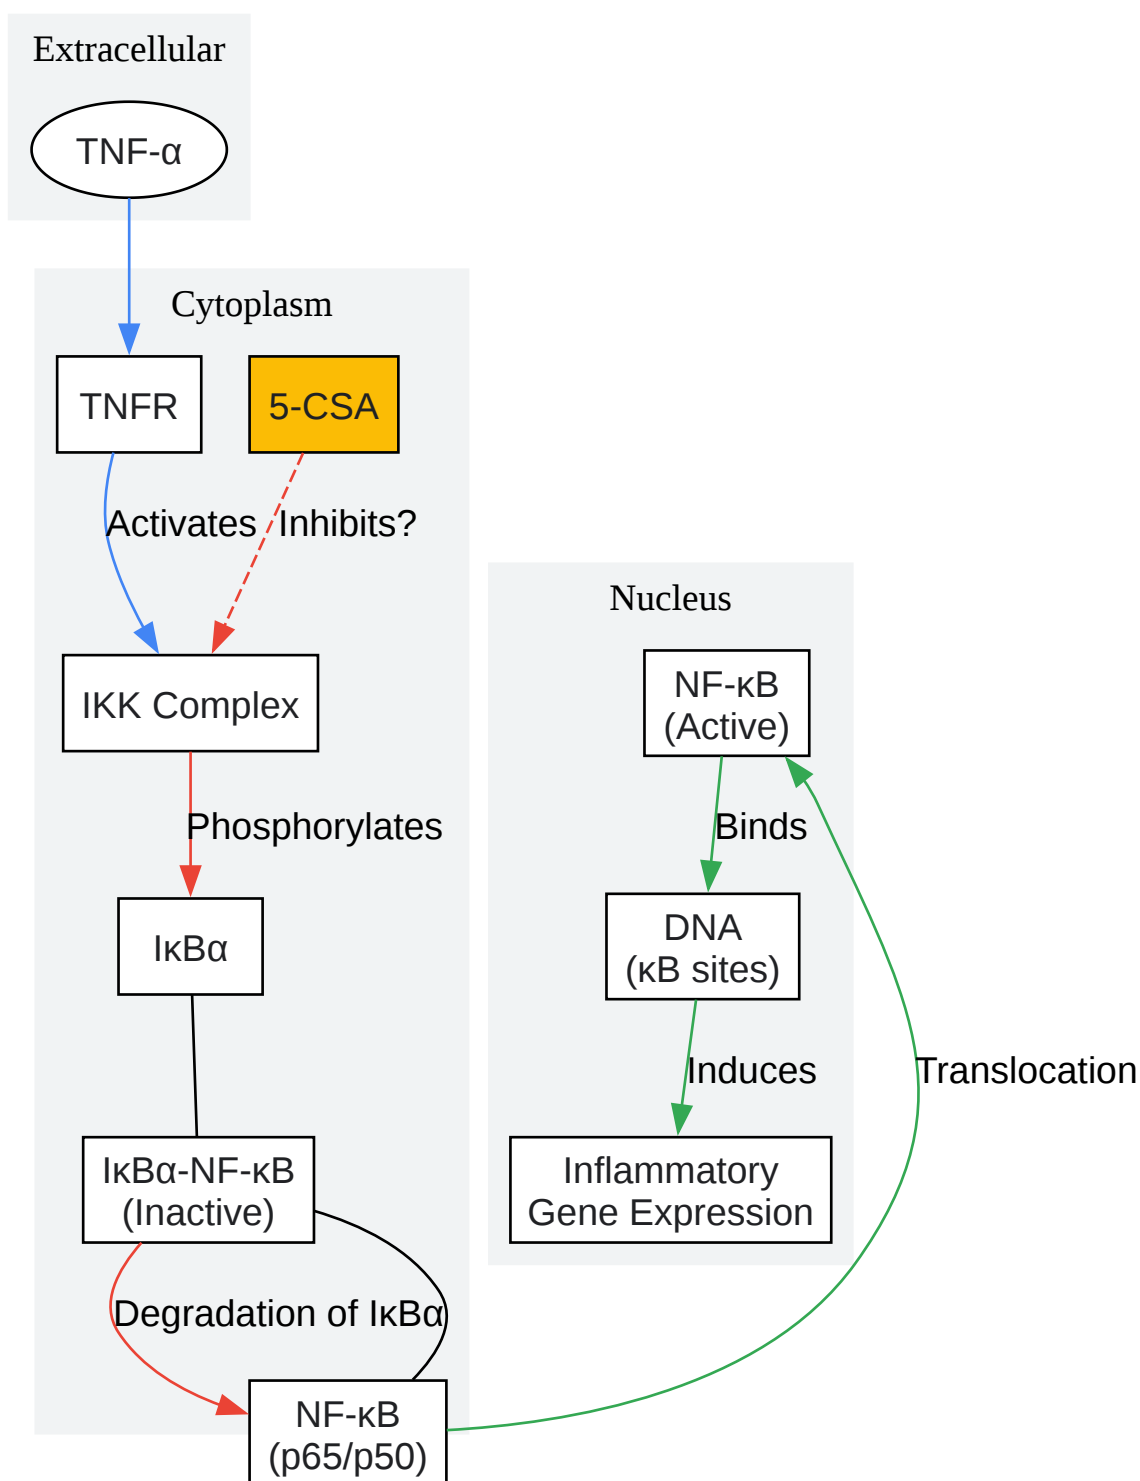 Extracellular
TNF-α
Cytoplasm
TNFR
5-CSA
Activates
Inhibits?
IKK Complex
Phosphorylates
IκBα
IκBα-NF-κB
(Inactive)
Degradation of IκBα
NF-κB
(p65/p50)
Nucleus
NF-κB
(Active)
Binds
DNA
(κB sites)
Induces
Inflammatory
Gene Expression
Translocation